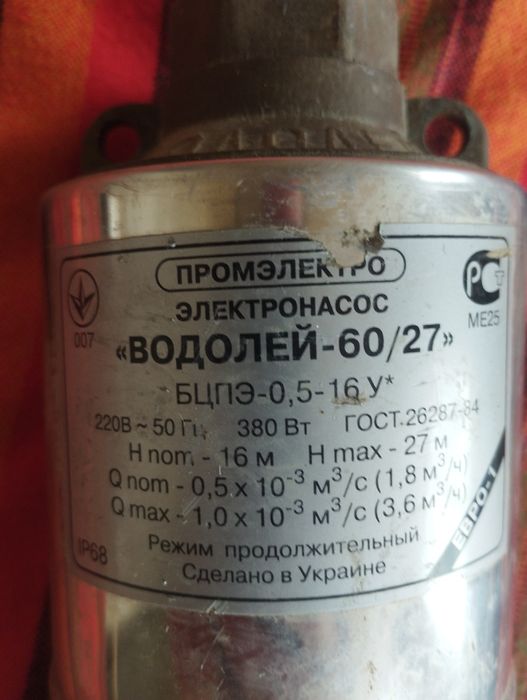 ПРОМЭЛЕКТРО
ЭЛЕКТРОНАСОС
007
РСТ
МЕ25
«ВОДОЛЕЙ-60/27»
БЦПЭ-0,5-16 У*
220В ~ 50 Гц, 380 Вт ГОСТ.26287-84
H nom - 16 м H max - 27 м
Q nom - 0,5 x 10⁻³ м³/с (1,8 м³/ч)
Q max - 1,0 x 10⁻³ м³/с (3,6 м³/ч)
ЕВРО-1
IP68
Режим продолжительный
Сделано в Украине